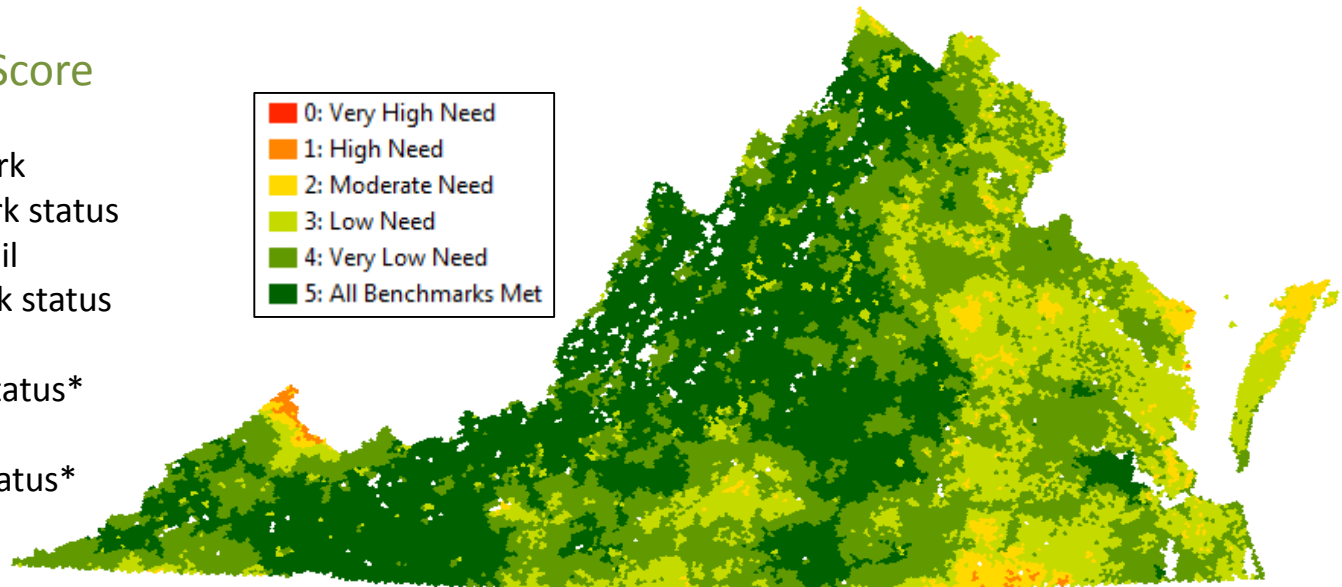 Score
rk
rk status
il
k status
tatus*
atus*
0: Very High Need
1: High Need
2: Moderate Need
3: Low Need
4: Very Low Need
5: All Benchmarks Met